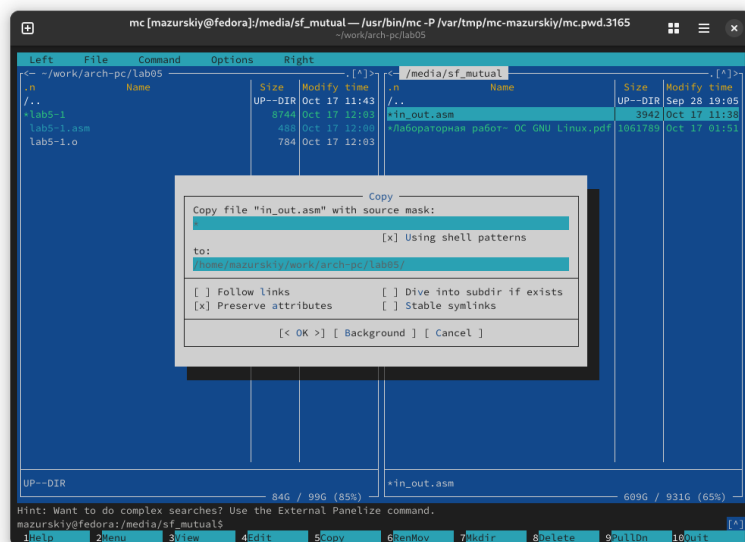 mc [mazurskiy@fedora]:/media/sf_mutual — /usr/bin/mc -P /var/tmp/mc-mazurskiy/mc.pwd.3165
~/work/arch-pc/lab05
Left File Command Options Right
<— ~/work/arch-pc/lab05 .[^]> <— /media/sf_mutual .[^]>
.n Name Size Modify time .n Name Size Modify time
/.. UP--DIR Oct 17 11:43 /.. UP--DIR Sep 28 19:05
*lab5-1 8744 Oct 17 12:03 *in_out.asm 3942 Oct 17 11:38
lab5-1.asm 488 Oct 17 12:00 *Лабораторная работ~ ОС GNU Linux.pdf 1061789 Oct 17 01:51
lab5-1.o 784 Oct 17 12:03
Copy
Copy file "in_out.asm" with source mask:
*
[x] Using shell patterns
to:
/home/mazurskiy/work/arch-pc/lab05/
[ ] Follow links [ ] Dive into subdir if exists
[x] Preserve attributes [ ] Stable symlinks
[< OK >] [ Background ] [ Cancel ]
UP--DIR *in_out.asm
84G / 99G (85%) 609G / 931G (65%)
Hint: Want to do complex searches? Use the External Panelize command.
mazurskiy@fedora:/media/sf_mutual$ [^]
1Help 2Menu 3View 4Edit 5Copy 6RenMov 7Mkdir 8Delete 9PullDn 10Quit